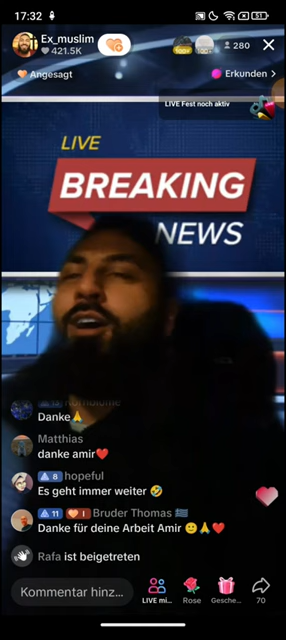 17:32
51
Ex_muslim
421.5K
280
Angesagt
Erkunden >
LIVE Fest noch aktiv
LIVE
BREAKING
NEWS
Danke🙏
Matthias
danke amir❤️
8 hopeful
Es geht immer weiter 🤣
11 Bruder Thomas 🇬🇷
Danke für deine Arbeit Amir 🙂🙏❤️
Rafa ist beigetreten
Kommentar hinz...
LIVE mi...
Rose
Gesche...
70